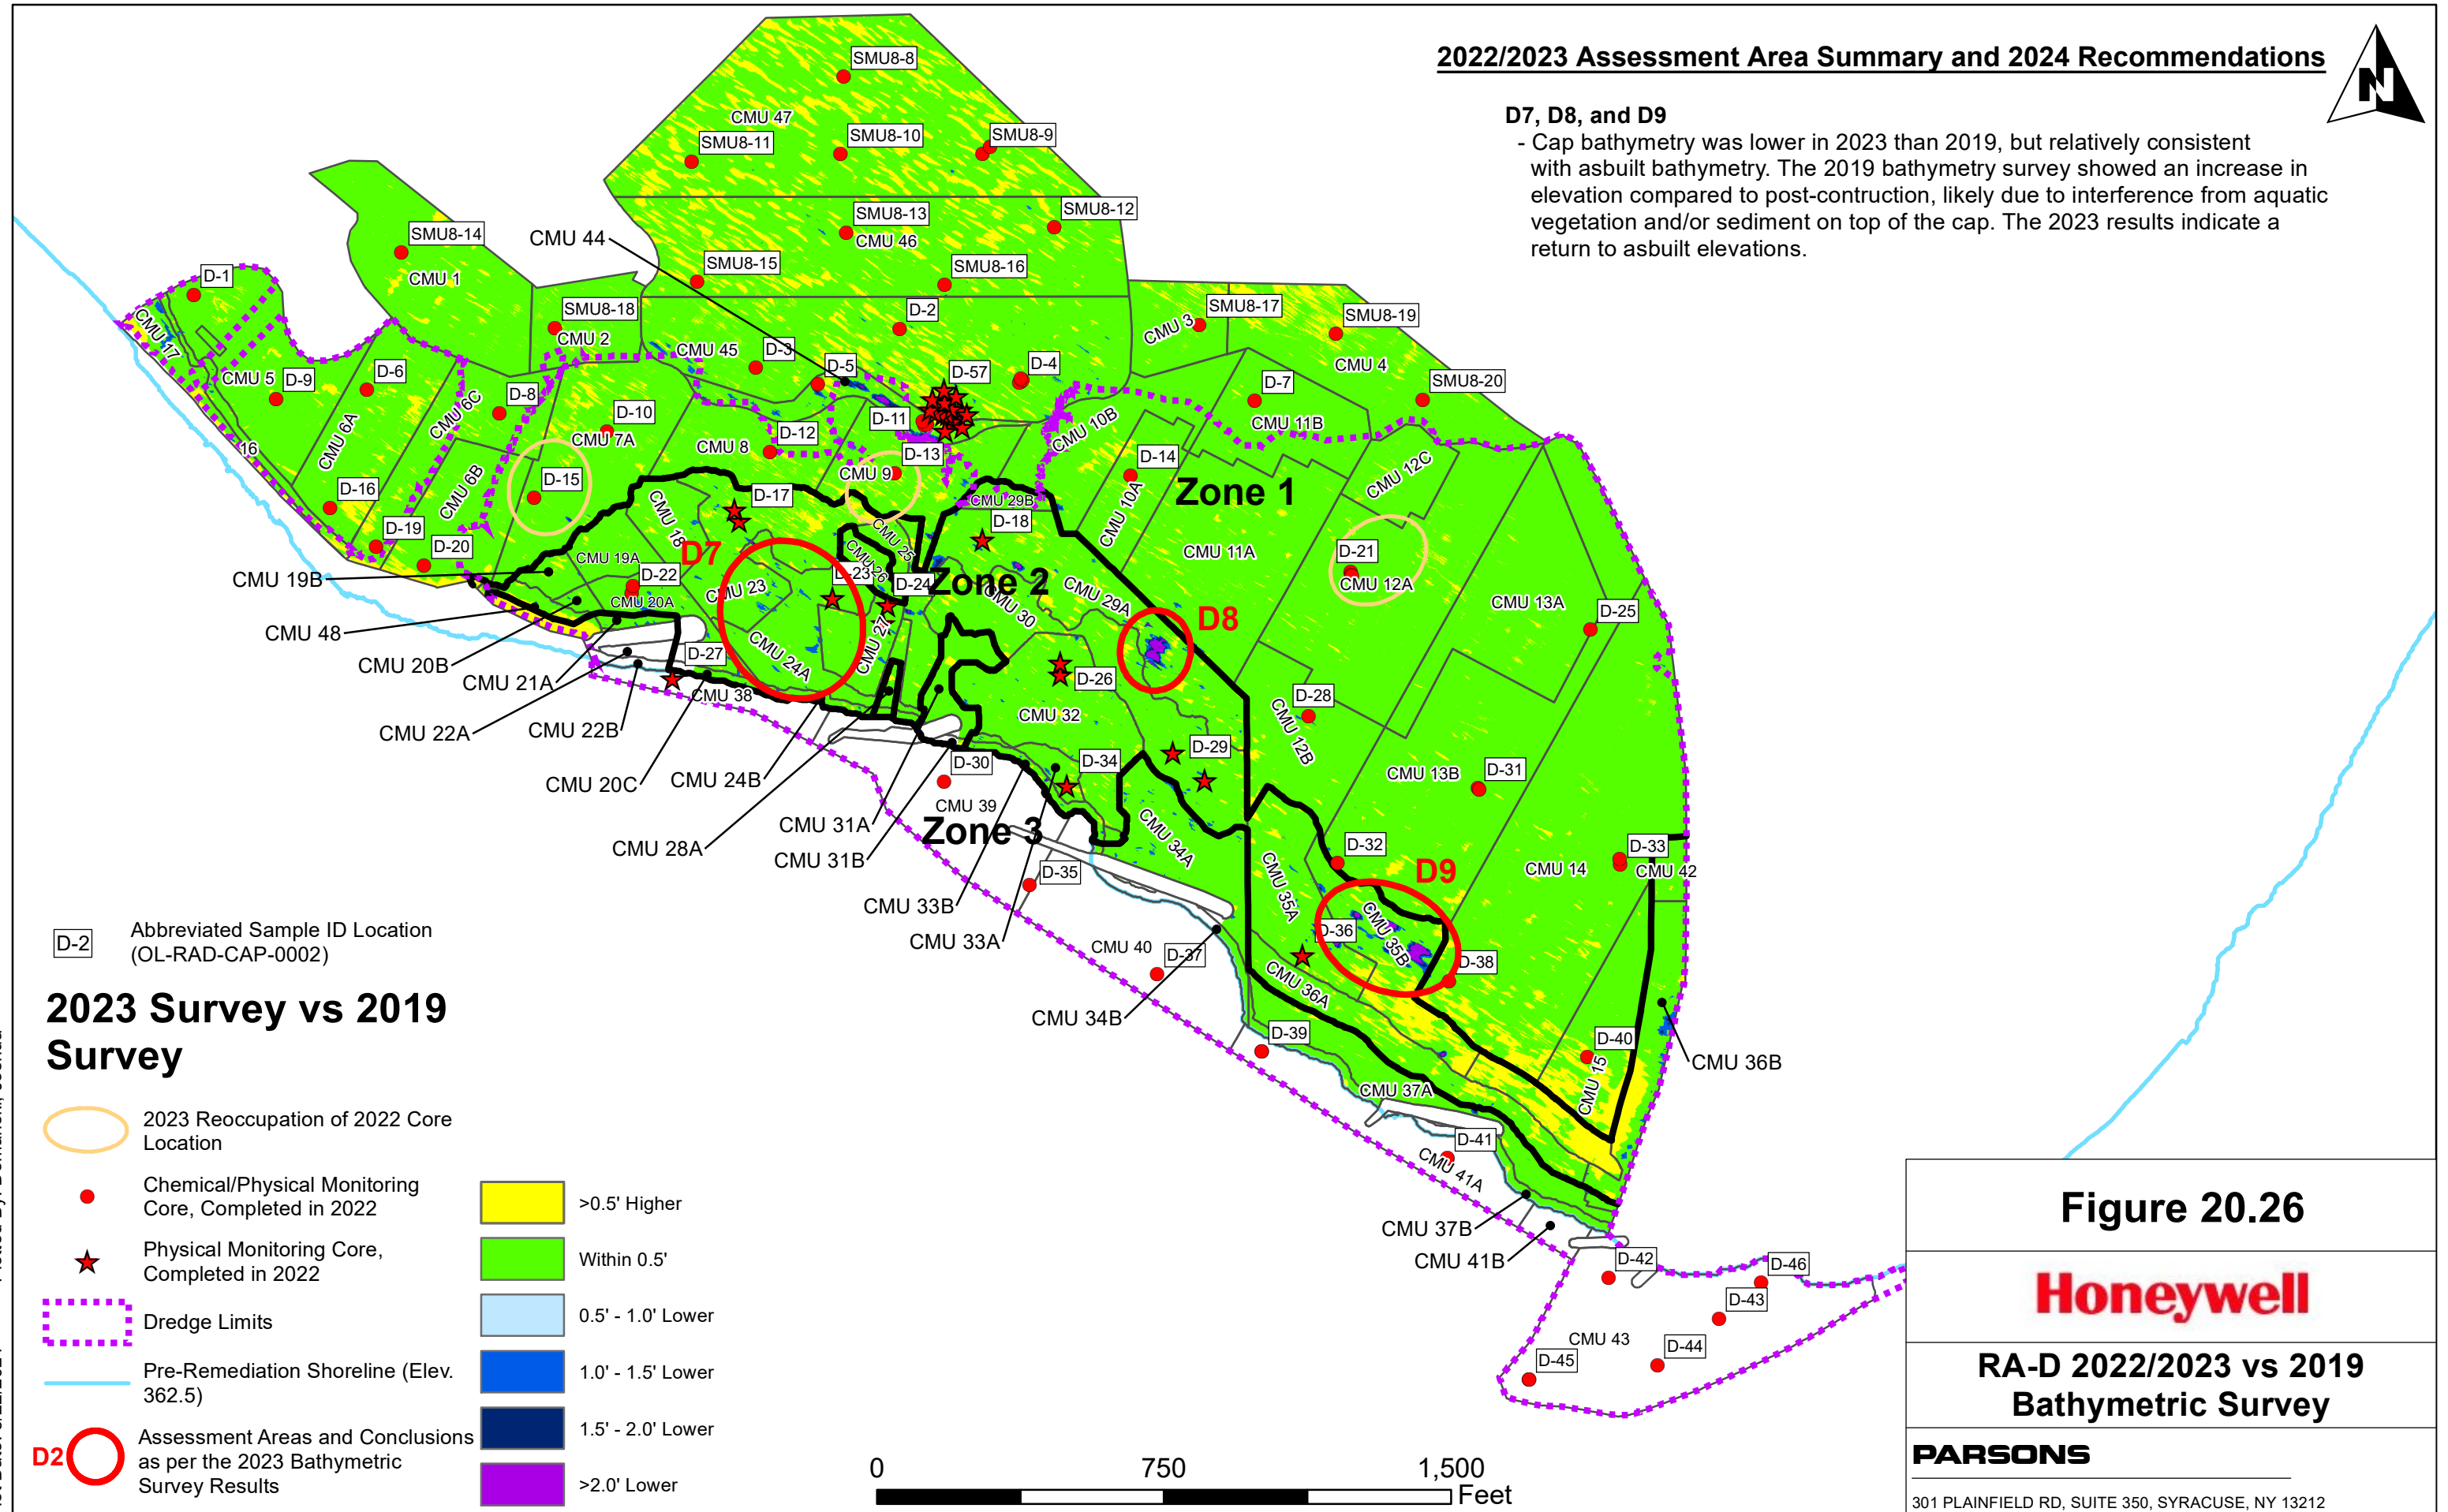 2022/2023 Assessment Area Summary and 2024 Recommendations
N
D7, D8, and D9
- Cap bathymetry was lower in 2023 than 2019, but relatively consistent
with asbuilt bathymetry. The 2019 bathymetry survey showed an increase in
elevation compared to post-contruction, likely due to interference from aquatic
vegetation and/or sediment on top of the cap. The 2023 results indicate a
return to asbuilt elevations.
SMU8-8
CMU 47
SMU8-11
SMU8-10
SMU8-9
SMU8-13
SMU8-12
CMU 46
SMU8-14
CMU 44
CMU 1
SMU8-15
SMU8-16
D-1
SMU8-18
D-2
SMU8-17
SMU8-19
CMU 17
CMU 2
CMU 45
D-3
CMU 3
CMU 4
CMU 5
D-9
D-6
D-8
D-5
D-57
D-4
D-7
SMU8-20
CMU 6C
D-10
CMU 7A
D-11
CMU 10B
CMU 11B
16
CMU 6A
CMU 8
D-12
D-13
D-14
CMU 12C
CMU 6B
D-15
CMU 9
Zone 1
D-16
D-17
CMU 29B
CMU 10A
CMU 18
D-18
D-19
D-20
CMU 19A
D7
CMU 25
CMU 26
CMU 11A
D-21
CMU 12A
CMU 19B
D-22
CMU 20A
CMU 23
D-23
D-24
Zone 2
CMU 30
CMU 29A
D8
CMU 13A
D-25
CMU 48
CMU 20B
CMU 21A
D-27
CMU 24A
CMU 27
D-26
D-28
CMU 38
CMU 32
CMU 12B
CMU 22A
CMU 22B
D-30
D-34
D-29
CMU 13B
D-31
CMU 20C
CMU 24B
CMU 39
CMU 31A
Zone 3
CMU 34A
CMU 28A
CMU 31B
D-32
D-33
D-35
CMU 35A
D9
CMU 14
CMU 42
CMU 33B
CMU 33A
D-36
CMU 35B
CMU 40
D-37
D-38
CMU 36A
CMU 34B
D-39
D-40
CMU 15
CMU 36B
CMU 37A
D-41
CMU 41A
CMU 37B
CMU 41B
D-42
D-46
D-43
CMU 43
D-44
D-45
D-2
Abbreviated Sample ID Location
(OL-RAD-CAP-0002)
2023 Survey vs 2019
Survey
2023 Reoccupation of 2022 Core
Location
Chemical/Physical Monitoring
Core, Completed in 2022
Physical Monitoring Core,
Completed in 2022
Dredge Limits
Pre-Remediation Shoreline (Elev.
362.5)
D2
Assessment Areas and Conclusions
as per the 2023 Bathymetric
Survey Results
>0.5' Higher
Within 0.5'
0.5' - 1.0' Lower
1.0' - 1.5' Lower
1.5' - 2.0' Lower
>2.0' Lower
0 750 1,500
Feet
Figure 20.26
Honeywell
RA-D 2022/2023 vs 2019
Bathymetric Survey
PARSONS
301 PLAINFIELD RD, SUITE 350, SYRACUSE, NY 13212